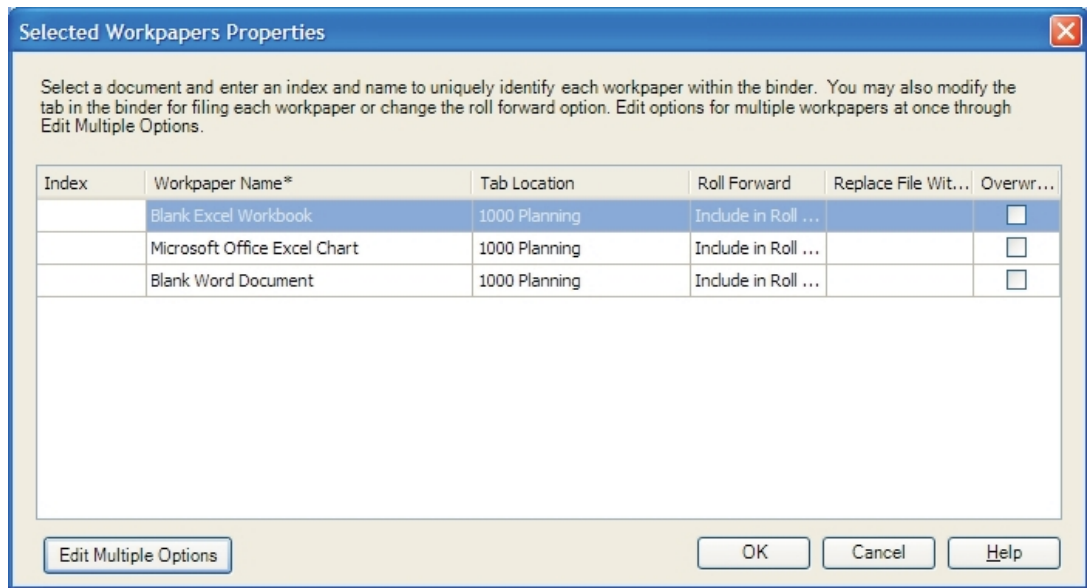 Selected Workpapers Properties
Select a document and enter an index and name to uniquely identify each workpaper within the binder. You may also modify the
tab in the binder for filing each workpaper or change the roll forward option. Edit options for multiple workpapers at once through
Edit Multiple Options.
Index Workpaper Name* Tab Location Roll Forward Replace File Wit... Overwr...
Blank Excel Workbook 1000 Planning Include in Roll ...
Microsoft Office Excel Chart 1000 Planning Include in Roll ...
Blank Word Document 1000 Planning Include in Roll ...
Edit Multiple Options OK Cancel Help